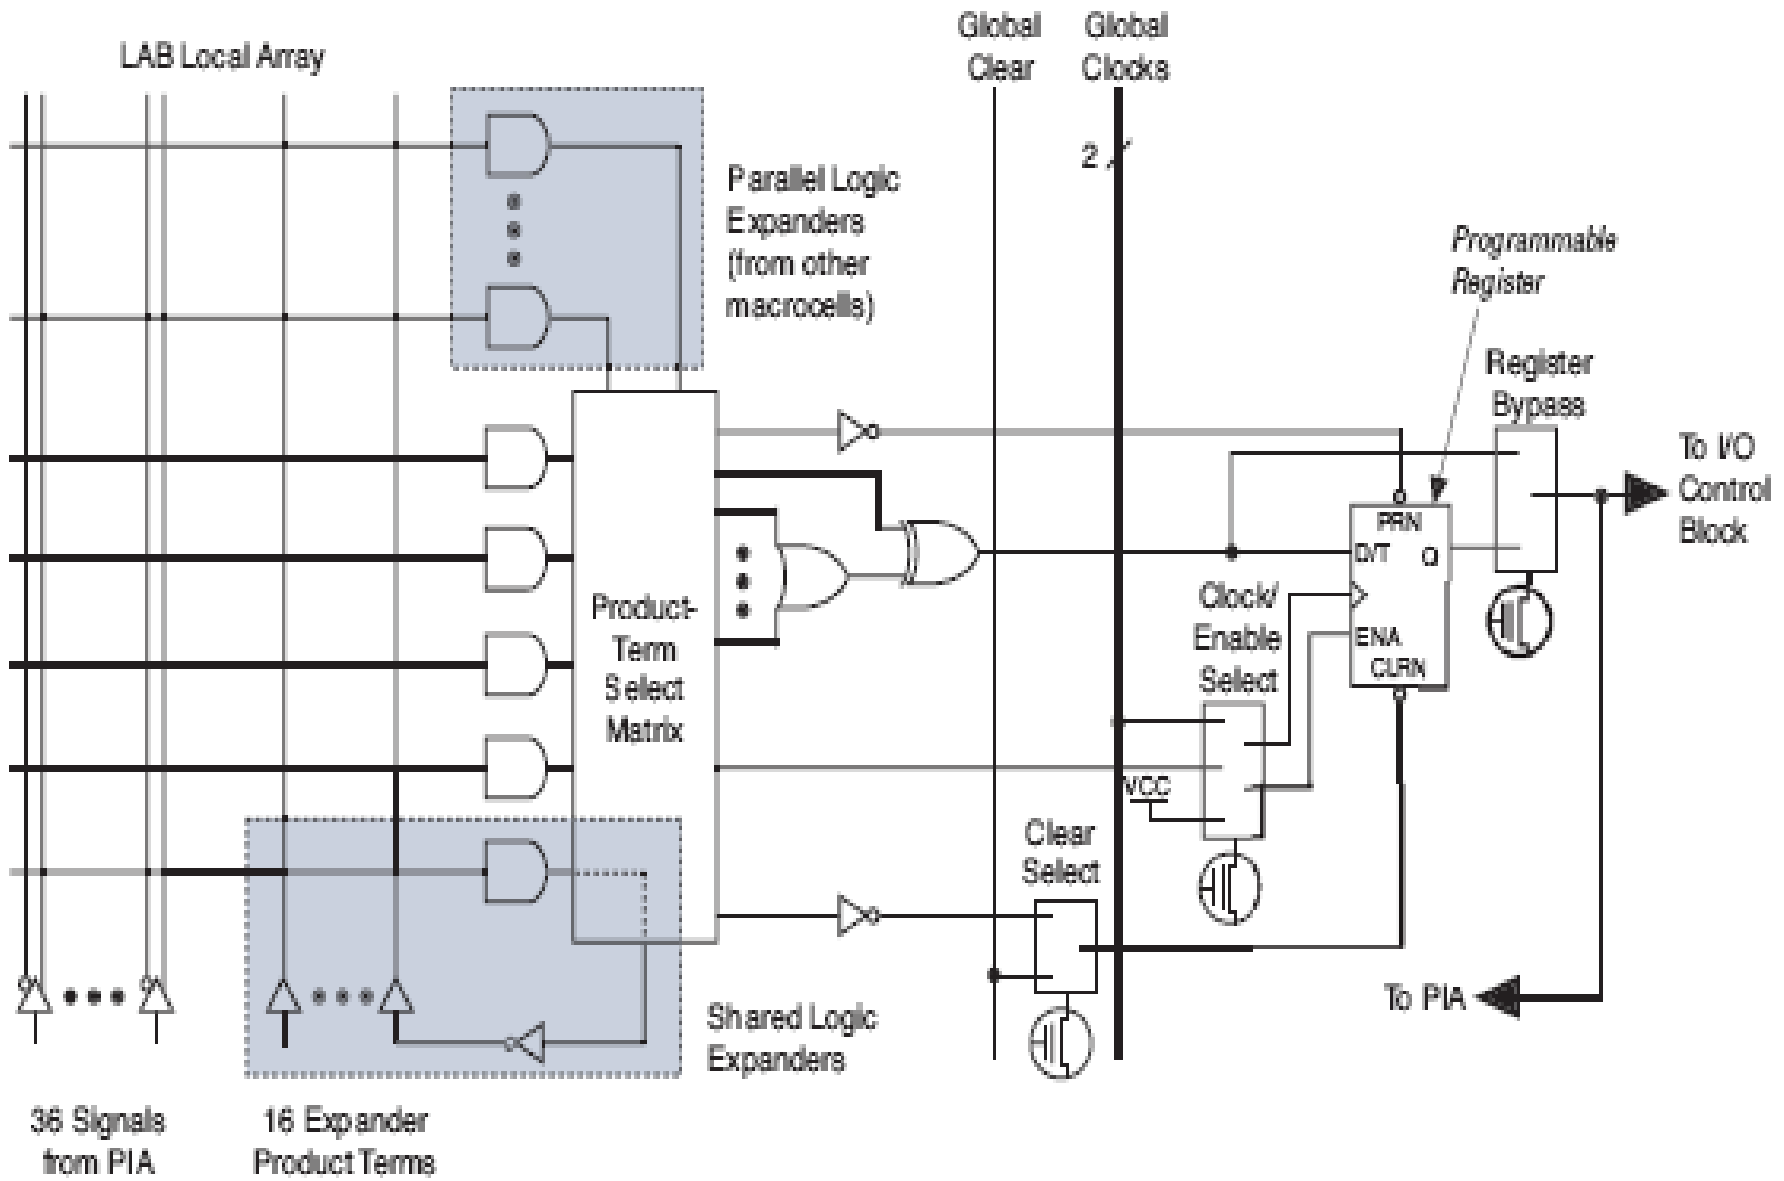 LAB Local Array
Global
Clear
Global
Clocks
2
Parallel Logic
Expanders
(from other
macrocells)
Programmable
Register
Register
Bypass
To I/O
Control
Block
PRN
D/T
Q
ENA
CLRN
Clock/
Enable
Select
Product-
Term
Select
Matrix
VCC
Clear
Select
To PIA
Shared Logic
Expanders
36 Signals
from PIA
16 Expander
Product Terms